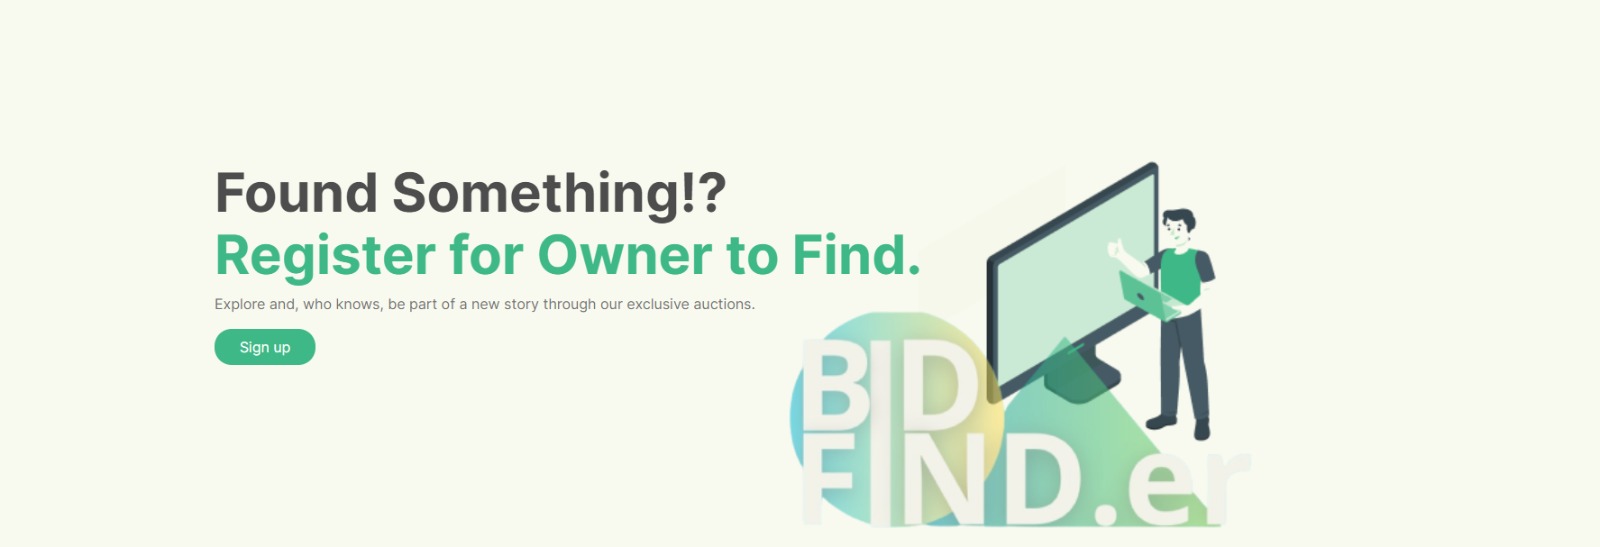 Found Something!?
Register for Owner to Find.
Explore and, who knows, be part of a new story through our exclusive auctions.
Sign up
BID
FIND.er